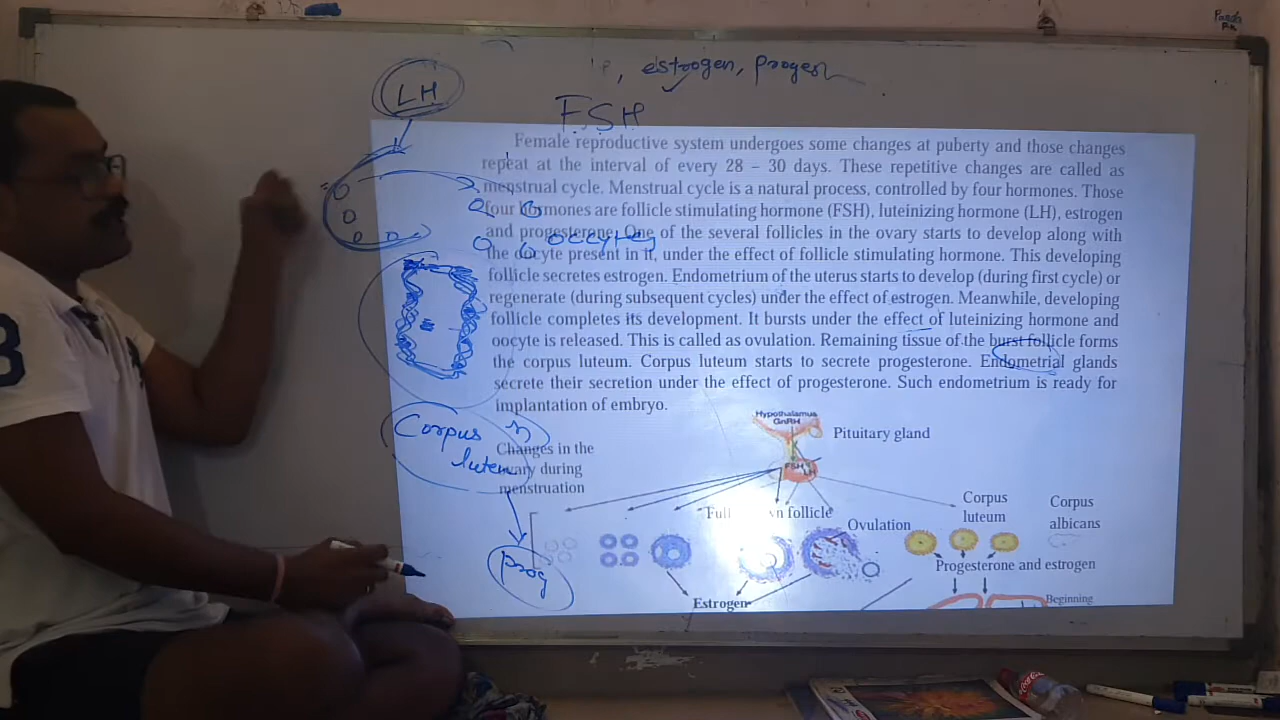 Panda
LH
, estrogen, progest
FSH
Female reproductive system undergoes some changes at puberty and those changes
repeat at the interval of every 28 – 30 days. These repetitive changes are called as
menstrual cycle. Menstrual cycle is a natural process, controlled by four hormones. Those
four hormones are follicle stimulating hormone (FSH), luteinizing hormone (LH), estrogen
and progesterone. One of the several follicles in the ovary starts to develop along with
oocytes
the oocyte present in it, under the effect of follicle stimulating hormone. This developing
follicle secretes estrogen. Endometrium of the uterus starts to develop (during first cycle) or
regenerate (during subsequent cycles) under the effect of estrogen. Meanwhile, developing
follicle completes its development. It bursts under the effect of luteinizing hormone and
oocyte is released. This is called as ovulation. Remaining tissue of the burst follicle forms
the corpus luteum. Corpus luteum starts to secrete progesterone. Endometrial glands
secrete their secretion under the effect of progesterone. Such endometrium is ready for
implantation of embryo.
Hypothalamus
GnRH
Pituitary gland
FSH
LH
Corpus
luteum
Changes in the
ovary during
menstruation
prog
follicle
Ovulation
Corpus
luteum
Corpus
albicans
Progesterone and estrogen
Estrogen
Beginning
Coca-Cola